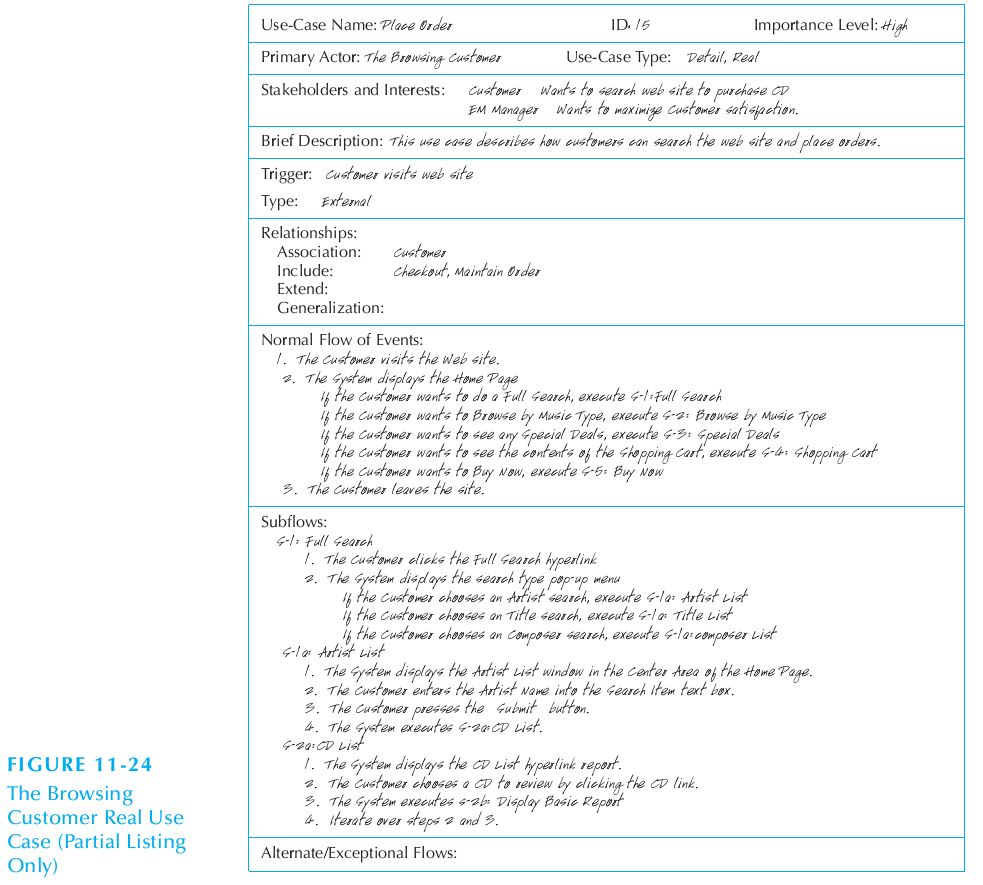 Use-Case Name: Place Order ID: 15 Importance Level: High
Primary Actor: The Browsing Customer Use-Case Type: Detail, Real
Stakeholders and Interests: Customer Wants to search web site to purchase CD
EM Manager Wants to maximize Customer satisfaction.
Brief Description: This use case describes how customers can search the web site and place orders.
Trigger: Customer visits web site
Type: External
Relationships:
Association: Customer
Include: Checkout, Maintain Order
Extend:
Generalization:
Normal Flow of Events:
1. The Customer visits the Web site.
2. The System displays the Home Page
If the Customer wants to do a Full Search, execute S-1:Full Search
If the Customer wants to Browse by Music Type, execute S-2: Browse by Music Type
If the Customer wants to see any Special Deals, execute S-3: Special Deals
If the Customer wants to see the contents of the Shopping Cart, execute S-4: Shopping Cart
If the Customer wants to Buy Now, execute S-5: Buy Now
3. The Customer leaves the site.
Subflows:
S-1: Full Search
1. The Customer clicks the Full Search hyperlink
2. The System displays the search type pop-up menu
If the Customer chooses an Artist search, execute S-1a: Artist List
If the Customer chooses an Title search, execute S-1a: Title List
If the Customer chooses an Composer search, execute S-1a:composer List
S-1a: Artist List
1. The System displays the Artist List window in the Center Area of the Home Page.
2. The Customer enters the Artist Name into the Search Item text box.
3. The Customer presses the Submit button.
4. The System executes S-2a:CD List.
S-2a:CD List
1. The System displays the CD List hyperlink report.
2. The Customer chooses a CD to review by clicking the CD link.
3. The System executes S-2b: Display Basic Report
4. Iterate over steps 2 and 3.
Alternate/Exceptional Flows:
FIGURE 11-24
The Browsing
Customer Real Use
Case (Partial Listing
Only)